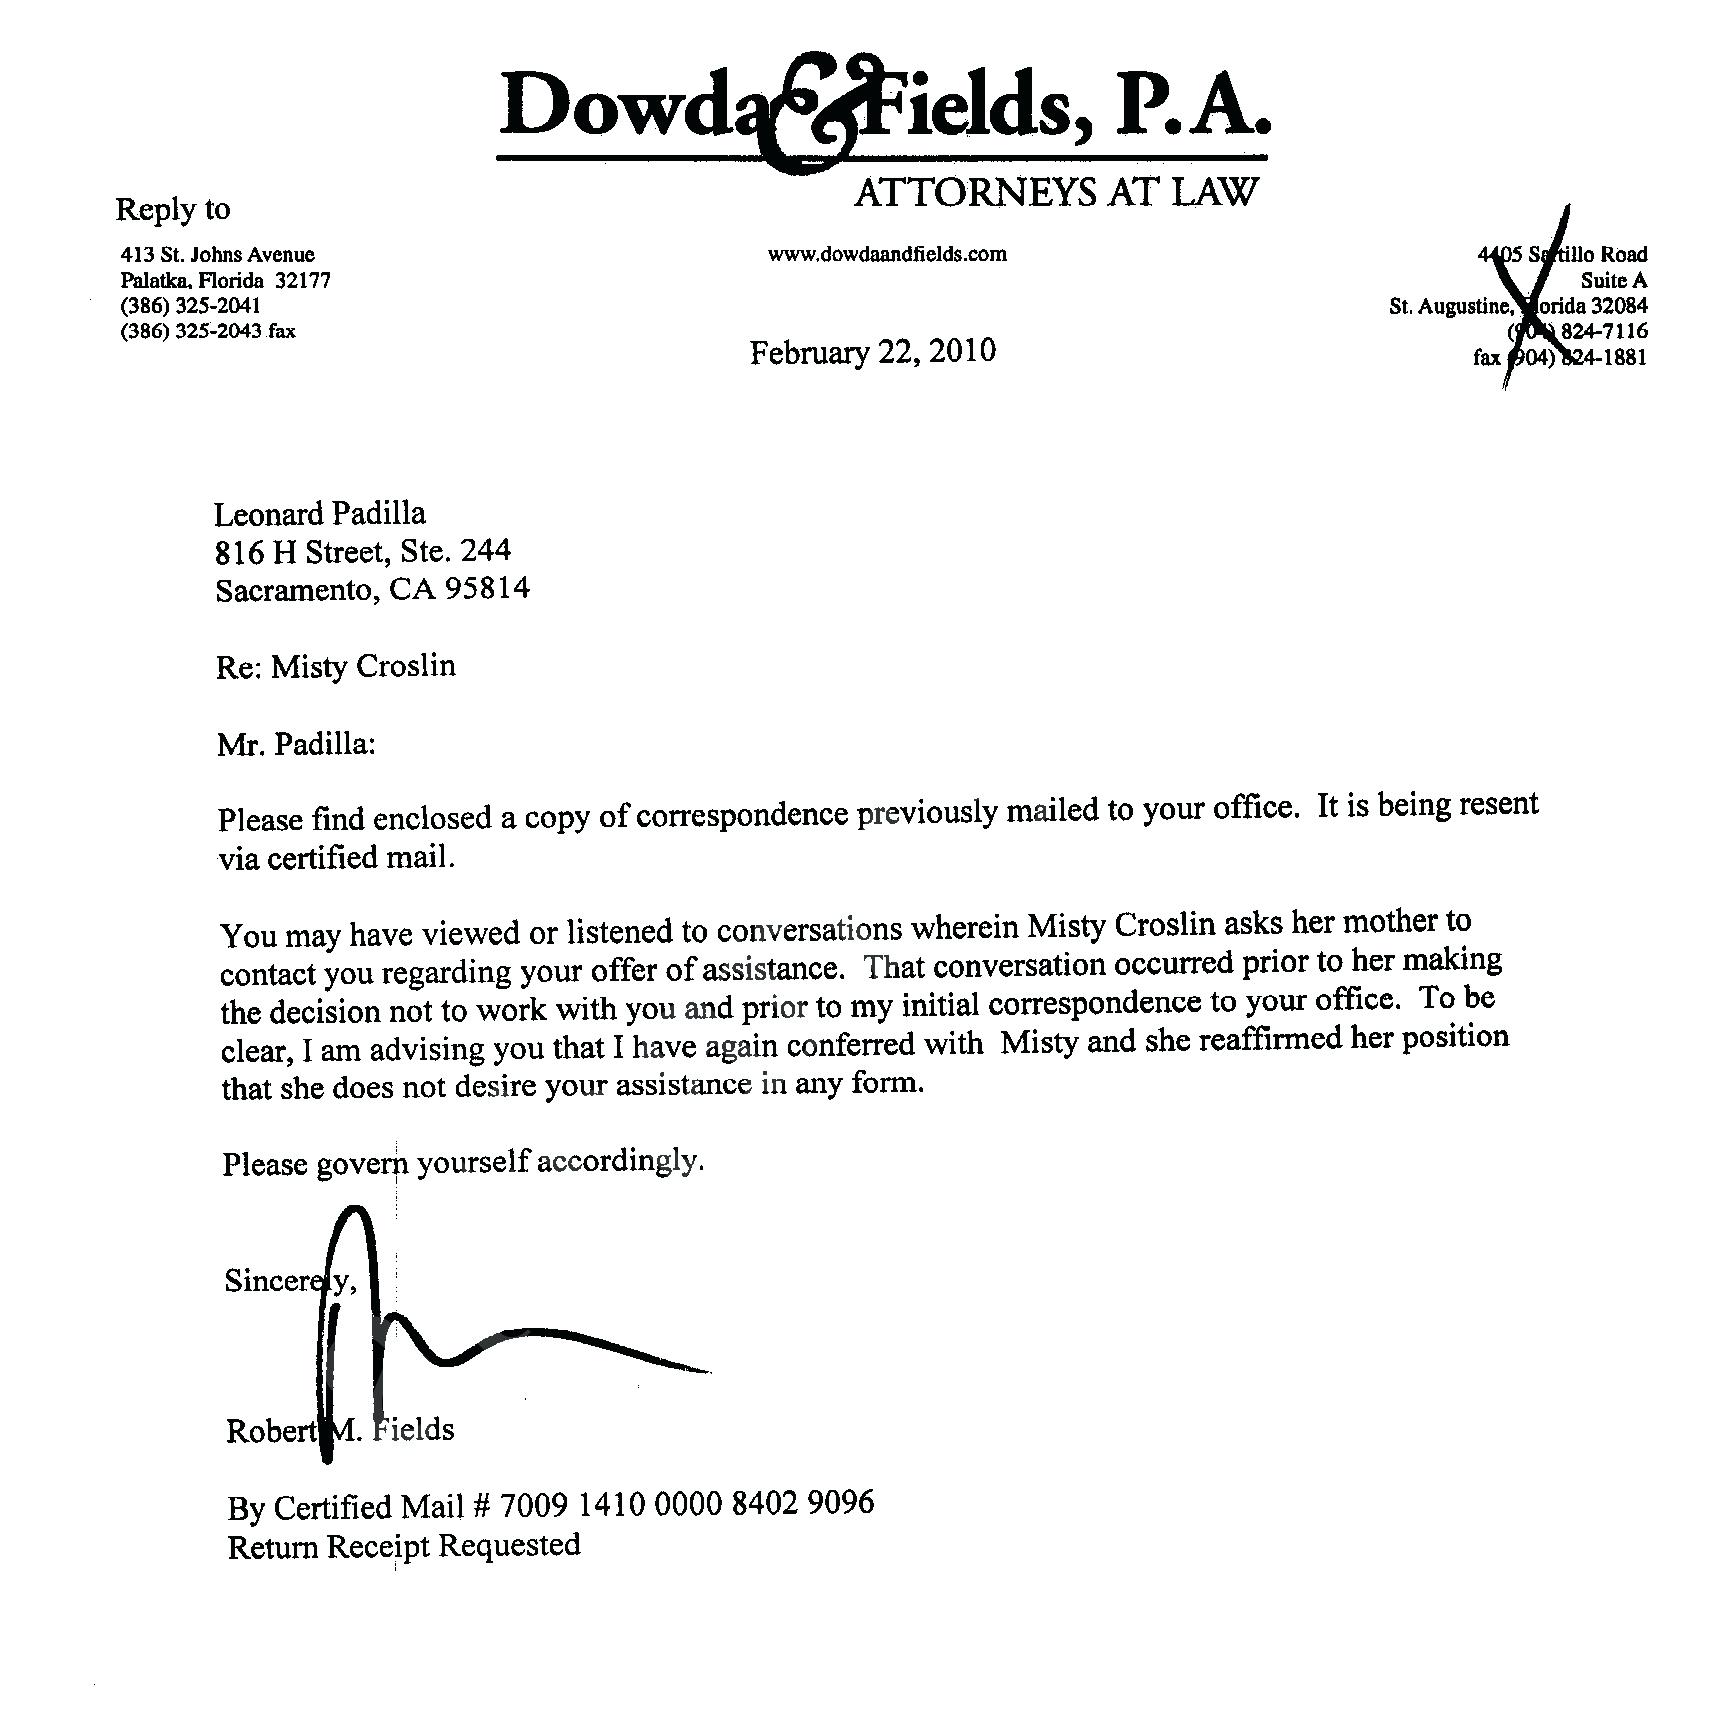 Dowda & Fields, P.A.
ATTORNEYS AT LAW
Reply to
413 St. Johns Avenue
Palatka, Florida 32177
(386) 325-2041
(386) 325-2043 fax
www.dowdaandfields.com
4405 Sartillo Road
Suite A
St. Augustine, Florida 32084
(904) 824-7116
fax (904) 824-1881
February 22, 2010
Leonard Padilla
816 H Street, Ste. 244
Sacramento, CA 95814
Re: Misty Croslin
Mr. Padilla:
Please find enclosed a copy of correspondence previously mailed to your office. It is being resent
via certified mail.
You may have viewed or listened to conversations wherein Misty Croslin asks her mother to
contact you regarding your offer of assistance. That conversation occurred prior to her making
the decision not to work with you and prior to my initial correspondence to your office. To be
clear, I am advising you that I have again conferred with Misty and she reaffirmed her position
that she does not desire your assistance in any form.
Please govern yourself accordingly.
Sincerely,
Robert M. Fields
By Certified Mail # 7009 1410 0000 8402 9096
Return Receipt Requested